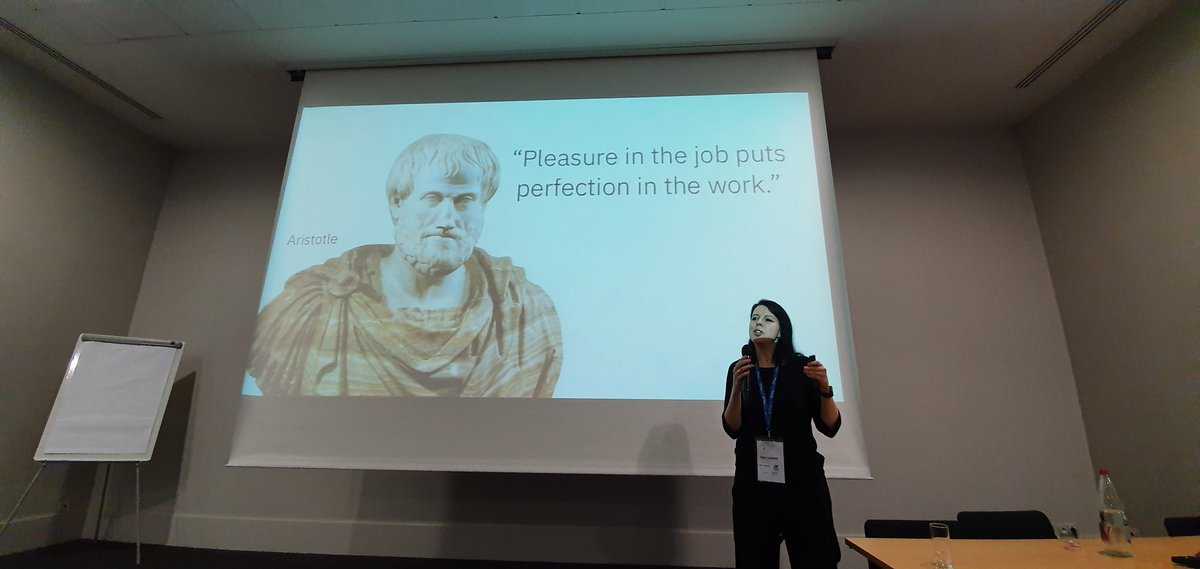 “Pleasure in the job puts
perfection in the work.”
Aristotle